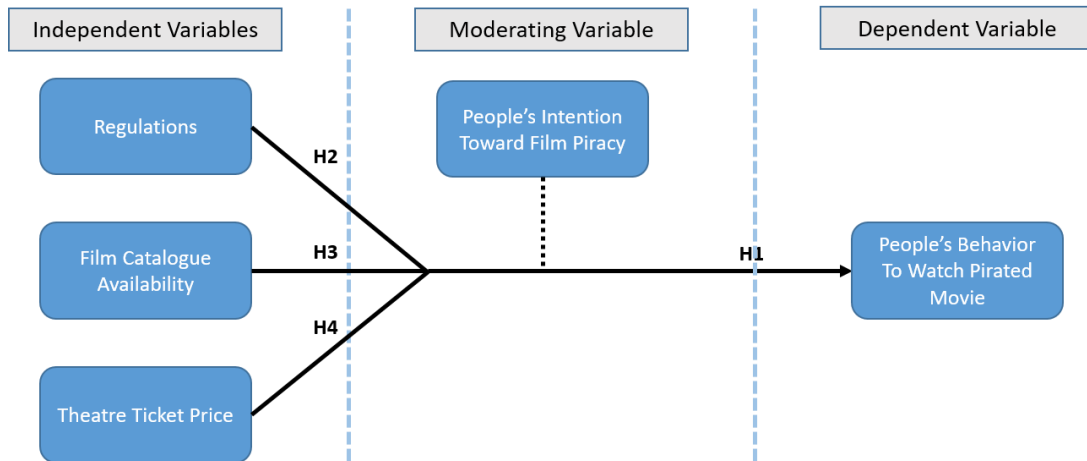 Independent Variables
Moderating Variable
Dependent Variable
Regulations
People's Intention
Toward Film Piracy
H2
Film Catalogue
Availability
H3
H1
People's Behavior
To Watch Pirated
Movie
H4
Theatre Ticket Price